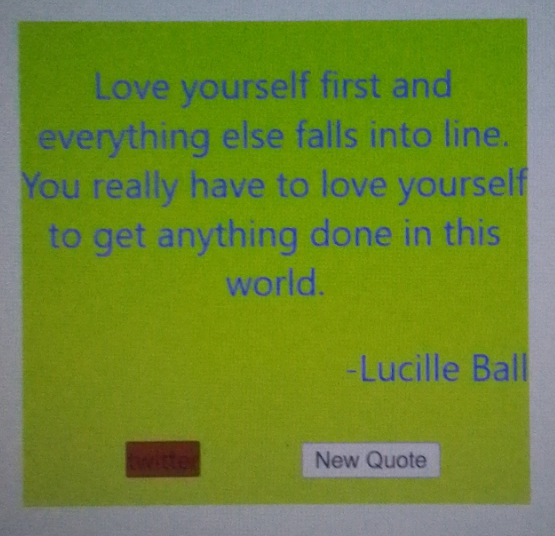 Love yourself first and
everything else falls into line.
You really have to love yourself
to get anything done in this
world.
-Lucille Ball
twitter
New Quote